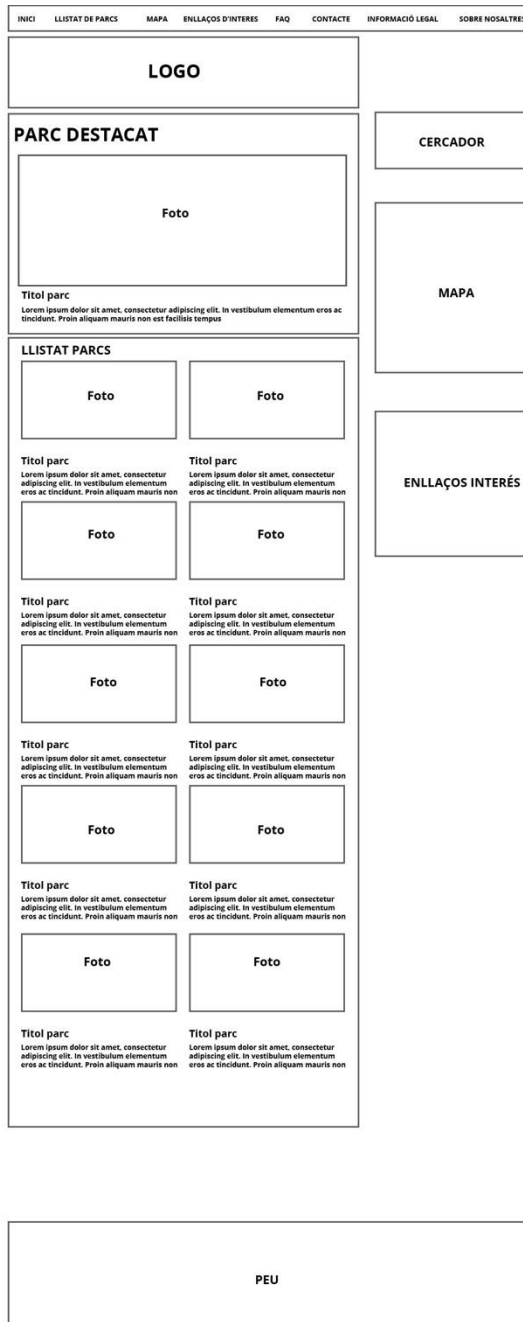 INICI LLISTAT DE PARCS MAPA ENLLAÇOS D'INTERES FAQ CONTACTE INFORMACIÓ LEGAL SOBRE NOSALTRES
LOGO
PARC DESTACAT
Foto
Titol parc
Lorem ipsum dolor sit amet, consectetur adipiscing elit. In vestibulum elementum eros ac
tincidunt. Proin aliquam mauris non est facilisis tempus
LLISTAT PARCS
Foto
Titol parc
Lorem ipsum dolor sit amet, consectetur
adipiscing elit. In vestibulum elementum
eros ac tincidunt. Proin aliquam mauris non
Foto
Titol parc
Lorem ipsum dolor sit amet, consectetur
adipiscing elit. In vestibulum elementum
eros ac tincidunt. Proin aliquam mauris non
Foto
Titol parc
Lorem ipsum dolor sit amet, consectetur
adipiscing elit. In vestibulum elementum
eros ac tincidunt. Proin aliquam mauris non
Foto
Titol parc
Lorem ipsum dolor sit amet, consectetur
adipiscing elit. In vestibulum elementum
eros ac tincidunt. Proin aliquam mauris non
Foto
Titol parc
Lorem ipsum dolor sit amet, consectetur
adipiscing elit. In vestibulum elementum
eros ac tincidunt. Proin aliquam mauris non
Foto
Titol parc
Lorem ipsum dolor sit amet, consectetur
adipiscing elit. In vestibulum elementum
eros ac tincidunt. Proin aliquam mauris non
Foto
Titol parc
Lorem ipsum dolor sit amet, consectetur
adipiscing elit. In vestibulum elementum
eros ac tincidunt. Proin aliquam mauris non
Foto
Titol parc
Lorem ipsum dolor sit amet, consectetur
adipiscing elit. In vestibulum elementum
eros ac tincidunt. Proin aliquam mauris non
Foto
Titol parc
Lorem ipsum dolor sit amet, consectetur
adipiscing elit. In vestibulum elementum
eros ac tincidunt. Proin aliquam mauris non
Foto
Titol parc
Lorem ipsum dolor sit amet, consectetur
adipiscing elit. In vestibulum elementum
eros ac tincidunt. Proin aliquam mauris non
CERCADOR
MAPA
ENLLAÇOS INTERÉS
PEU